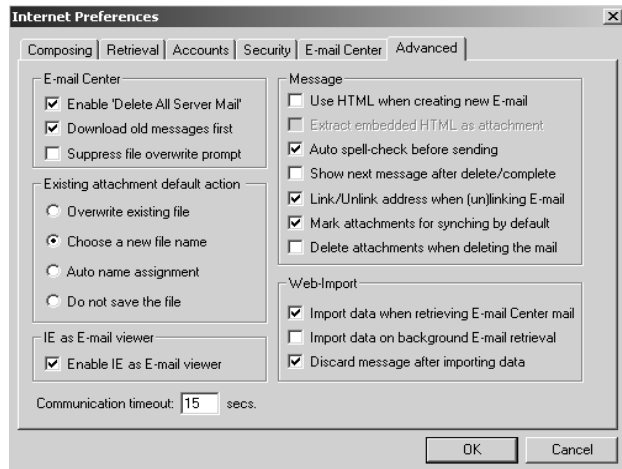 Internet Preferences
Composing
Retrieval
Accounts
Security
E-mail Center
Advanced
E-mail Center
Enable 'Delete All Server Mail'
Download old messages first
Suppress file overwrite prompt
Existing attachment default action
Overwrite existing file
Choose a new file name
Auto name assignment
Do not save the file
IE as E-mail viewer
Enable IE as E-mail viewer
Communication timeout: 15 secs.
Message
Use HTML when creating new E-mail
Extract embedded HTML as attachment
Auto spell-check before sending
Show next message after delete/complete
Link/Unlink address when (un)linking E-mail
Mark attachments for synching by default
Delete attachments when deleting the mail
Web-Import
Import data when retrieving E-mail Center mail
Import data on background E-mail retrieval
Discard message after importing data
OK
Cancel